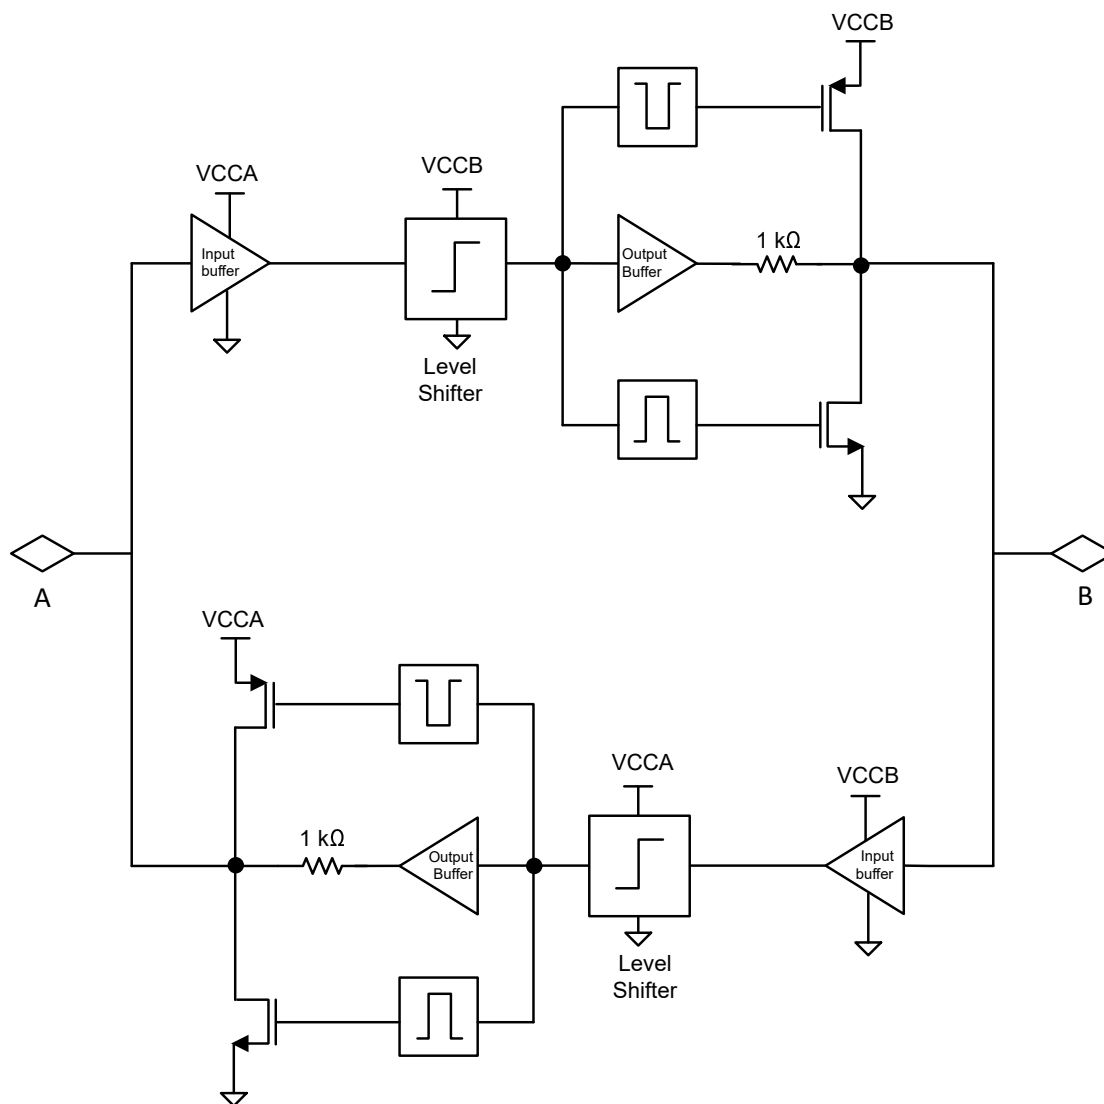 VCCB
VCCA
VCCB
Input
buffer
Output
Buffer
1 kΩ
Level
Shifter
A
B
VCCA
VCCA
VCCB
1 kΩ
Output
Buffer
Input
buffer
Level
Shifter